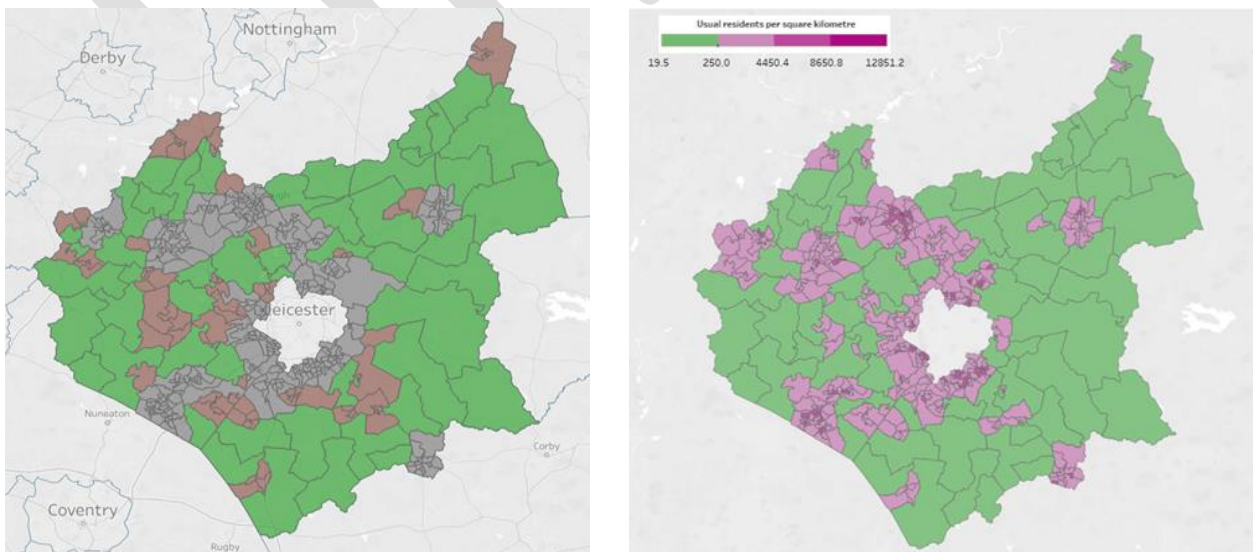 Nottingham
Derby
Leicester
Nuneaton
Corby
Coventry
Rugby
Usual residents per square kilometre
19.5 250.0 4450.4 8650.8 12851.2